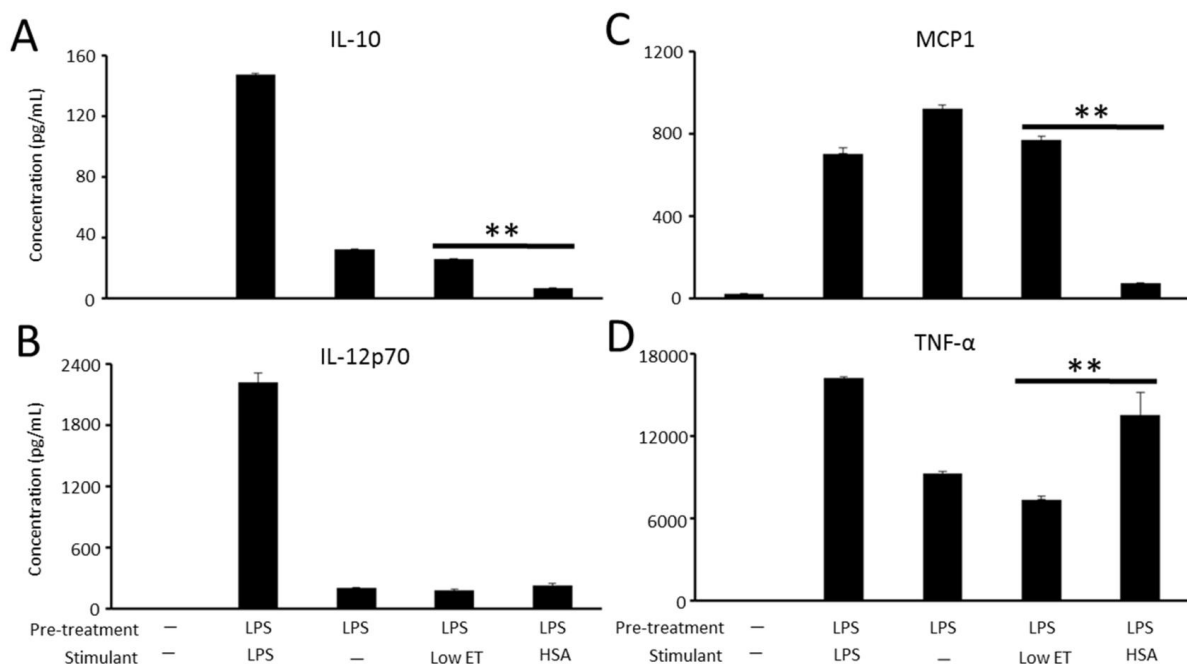 A
IL-10
160
120
80
40
0
Concentration (pg/mL)
**
B
IL-12p70
2400
1800
1200
600
0
Concentration (pg/mL)
Pre-treatment – LPS LPS LPS LPS
Stimulant – LPS – Low ET HSA
C
MCP1
1200
800
400
0
**
D
TNF-α
18000
12000
6000
0
**
Pre-treatment – LPS LPS LPS LPS
Stimulant – LPS – Low ET HSA